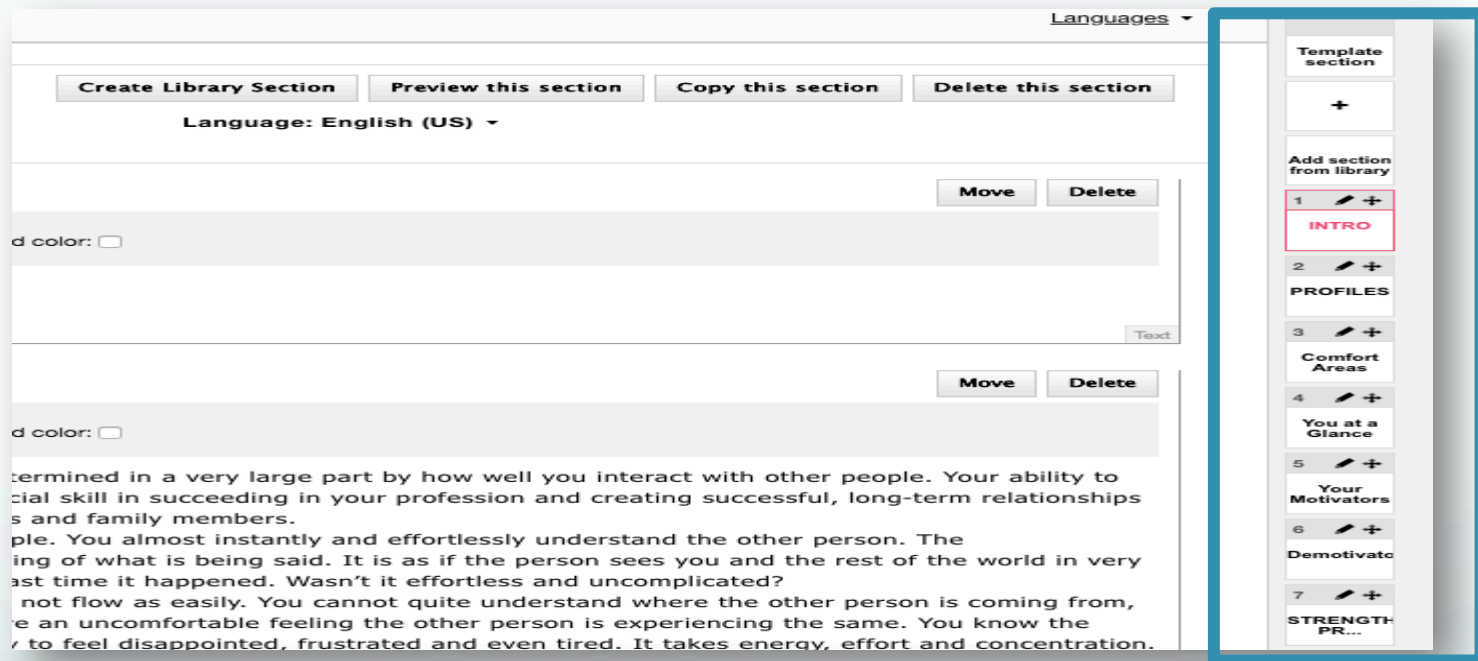 Languages
Create Library Section Preview this section Copy this section Delete this section
Language: English (US)
Move Delete
d color:
Text
Move Delete
d color:
termined in a very large part by how well you interact with other people. Your ability to
cial skill in succeeding in your profession and creating successful, long-term relationships
s and family members.
ple. You almost instantly and effortlessly understand the other person. The
ing of what is being said. It is as if the person sees you and the rest of the world in very
ast time it happened. Wasn't it effortless and uncomplicated?
not flow as easily. You cannot quite understand where the other person is coming from,
e an uncomfortable feeling the other person is experiencing the same. You know the
y to feel disappointed, frustrated and even tired. It takes energy, effort and concentration.
Template
section
+
Add section
from library
1
INTRO
2
PROFILES
3
Comfort
Areas
4
You at a
Glance
5
Your
Motivators
6
Demotivato
7
STRENGTH
PR...